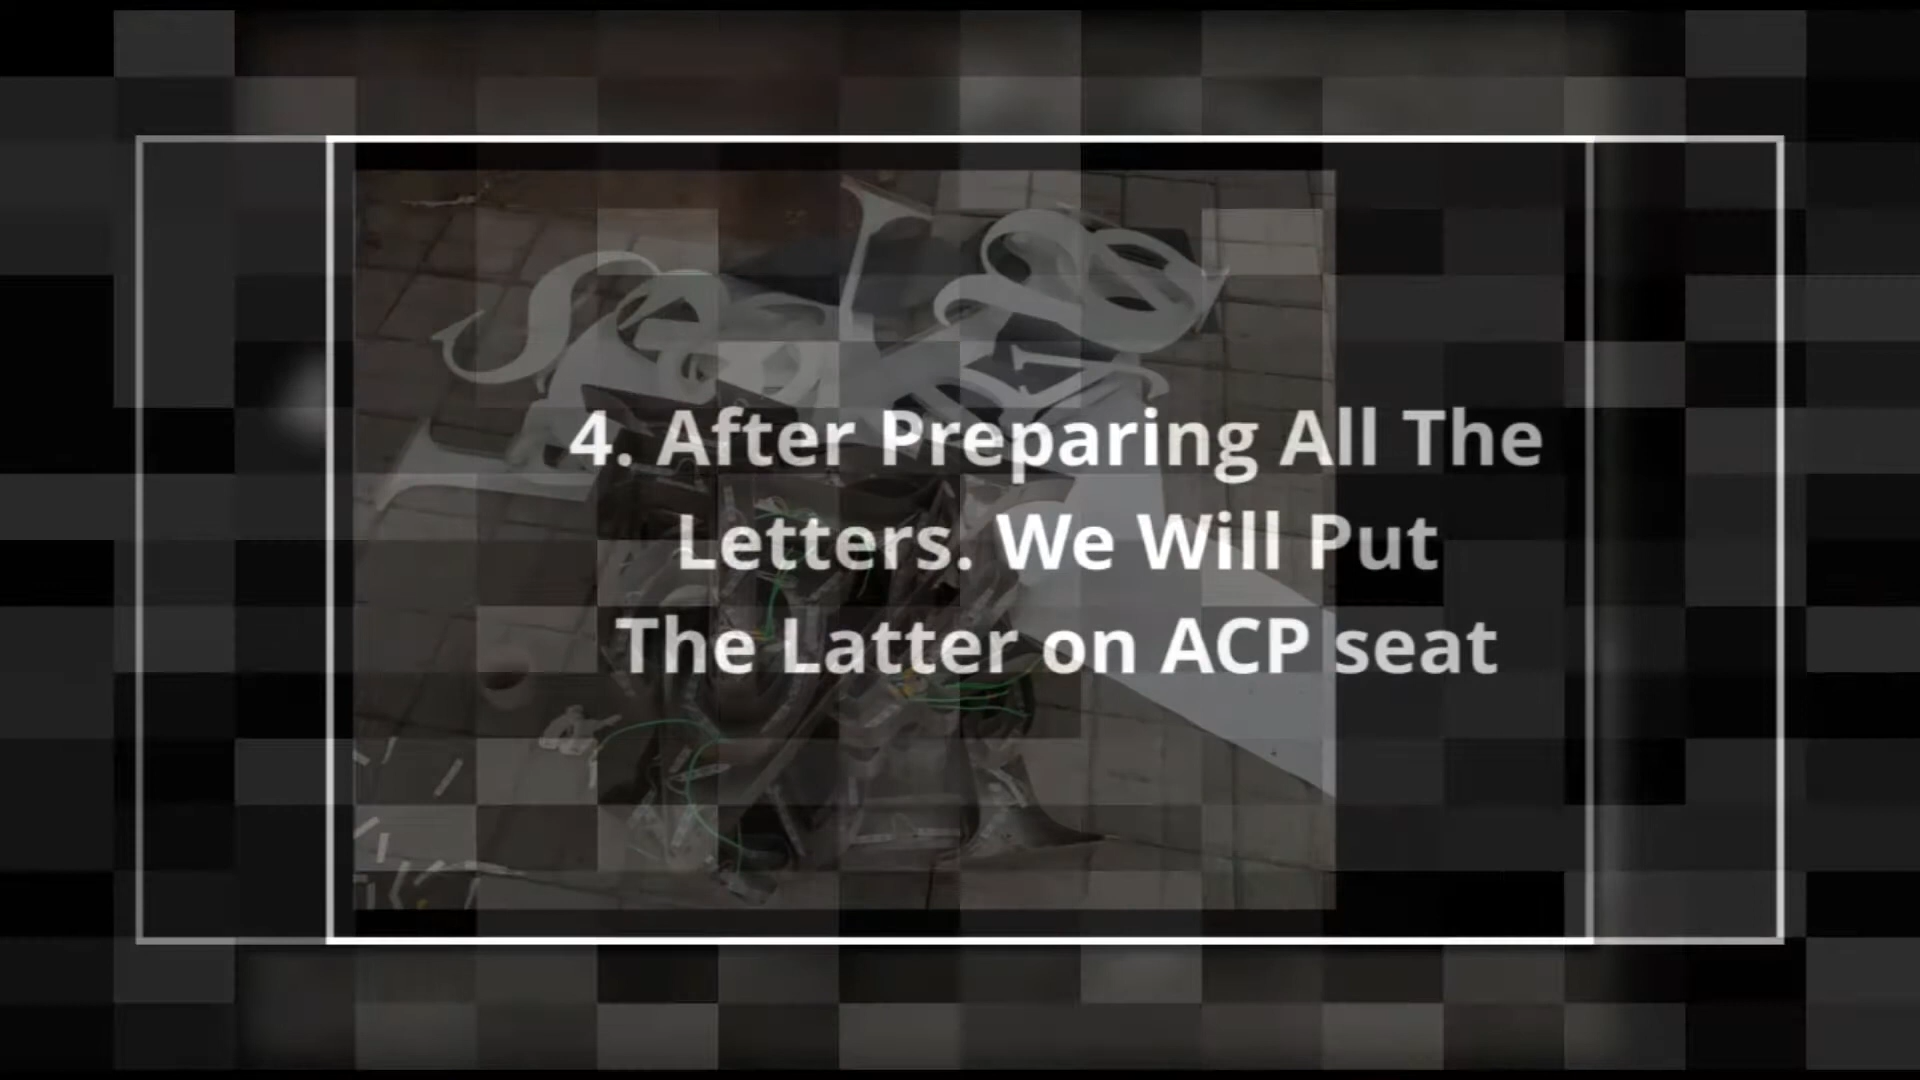 4. After Preparing All The
Letters. We Will Put
The Latter on ACP seat